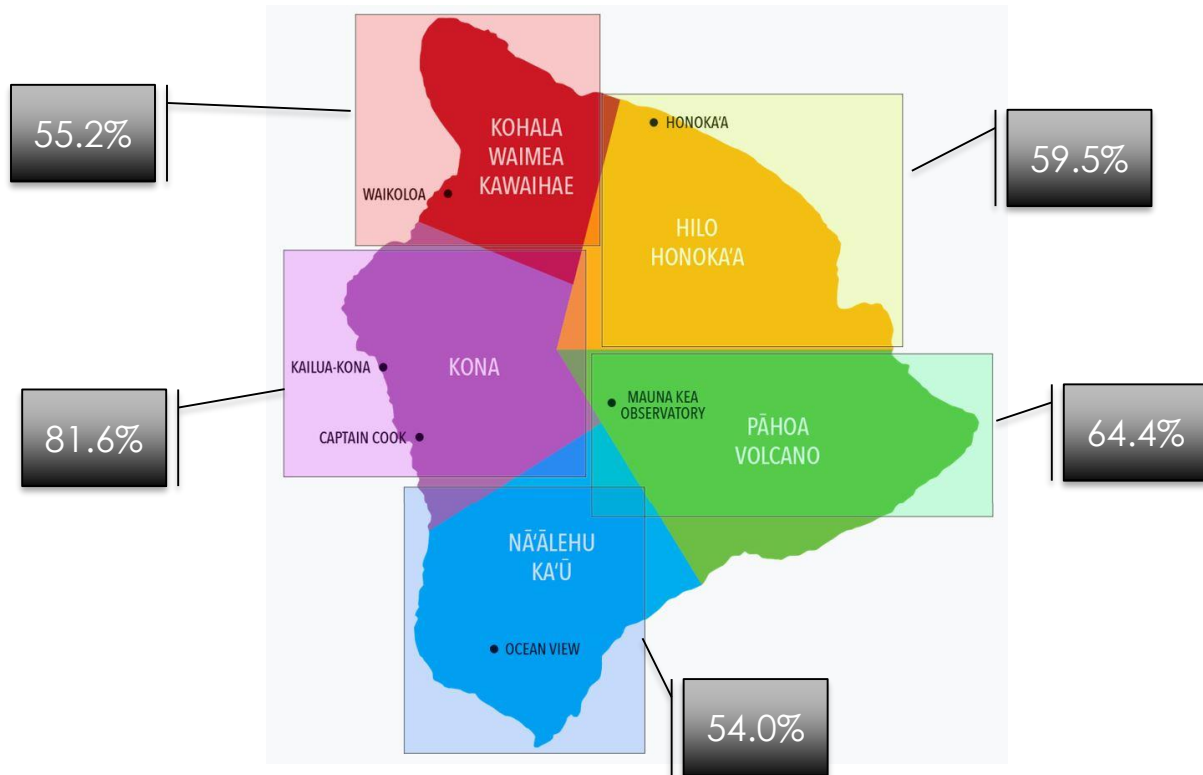 55.2%
KOHALA
WAIMEA
KAWAIHAE
WAIKOLOA
HONOKA'A
59.5%
HILO
HONOKA'A
KAILUA-KONA
KONA
CAPTAIN COOK
81.6%
MAUNA KEA
OBSERVATORY
PĀHOA
VOLCANO
64.4%
NĀ'ĀLEHU
KA'Ū
OCEAN VIEW
54.0%